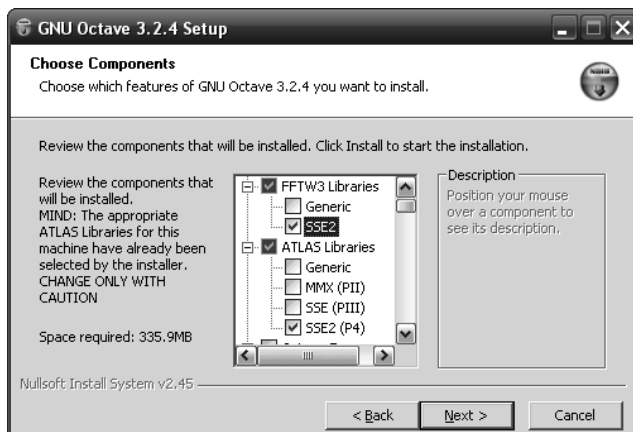 GNU Octave 3.2.4 Setup
Choose Components
Choose which features of GNU Octave 3.2.4 you want to install.
Review the components that will be installed. Click Install to start the installation.
Review the components that
will be installed.
MIND: The appropriate
ATLAS Libraries for this
machine have already been
selected by the installer.
CHANGE ONLY WITH
CAUTION
Space required: 335.9MB
FFTW3 Libraries
Generic
SSE2
ATLAS Libraries
Generic
MMX (PII)
SSE (PIII)
SSE2 (P4)
Description
Position your mouse
over a component to
see its description.
Nullsoft Install System v2.45
< Back
Next >
Cancel